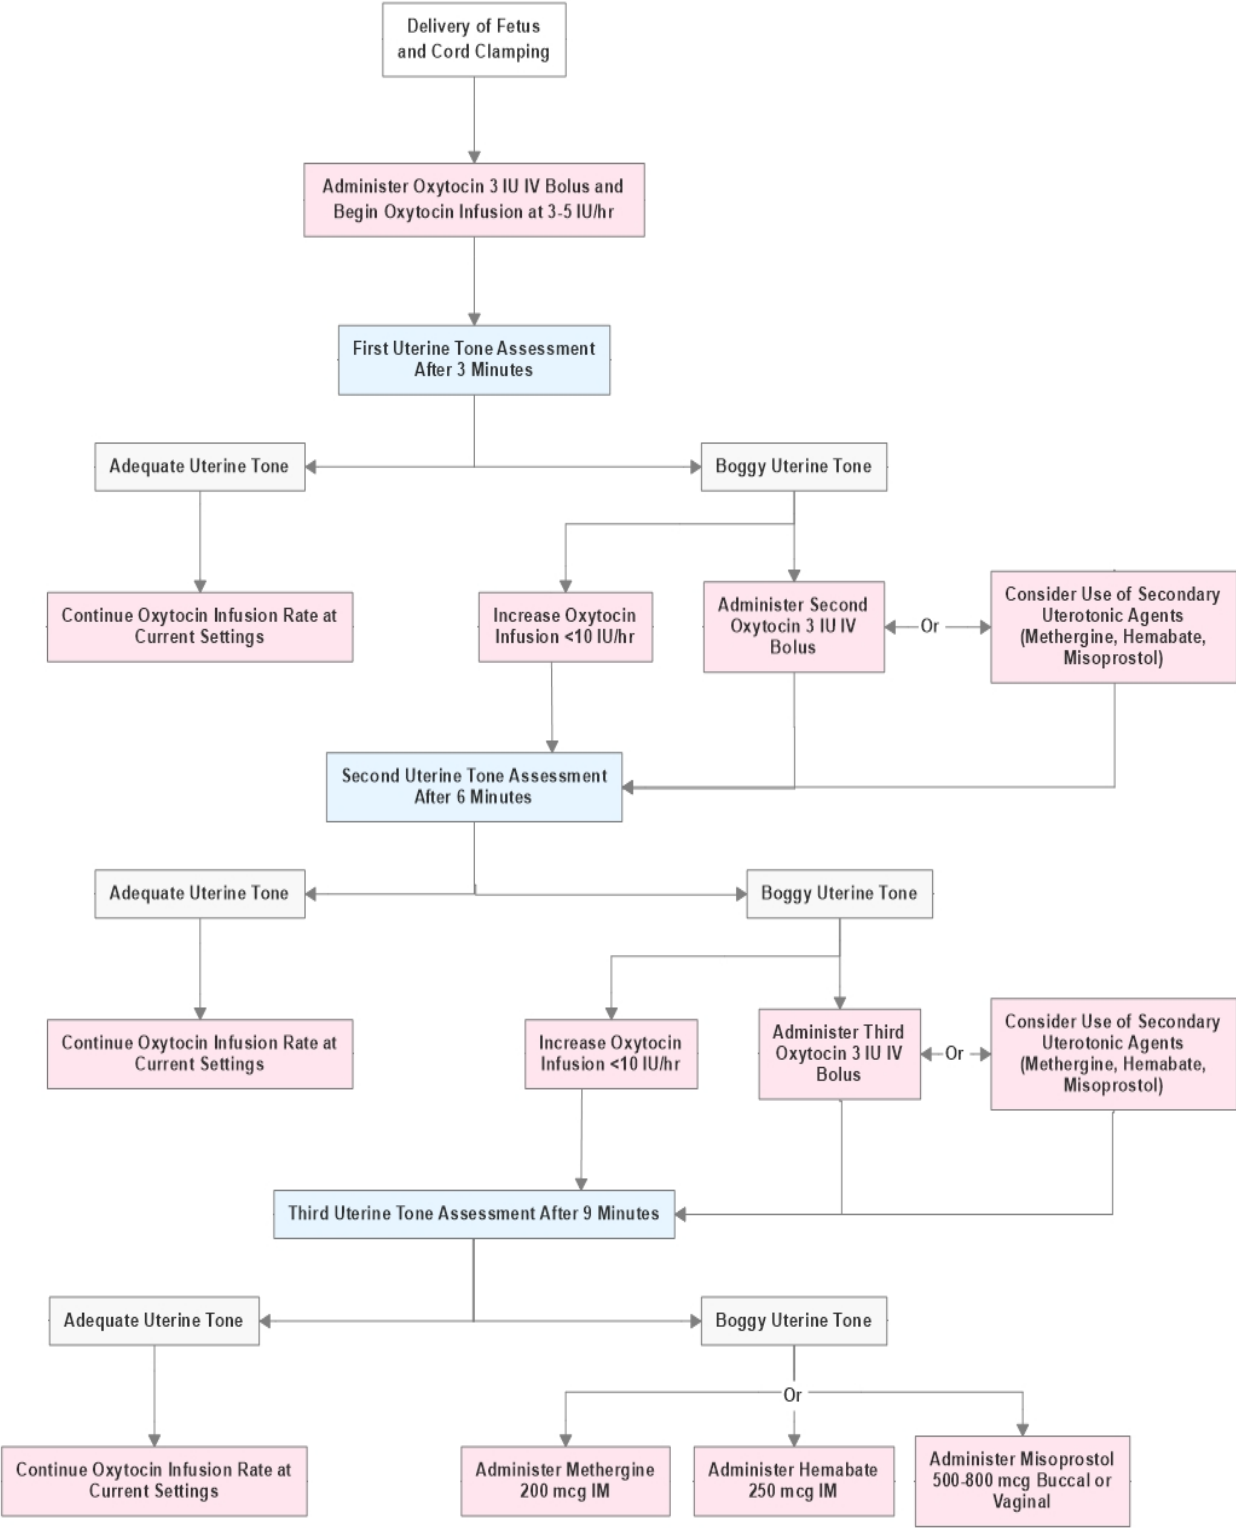 Delivery of Fetus
and Cord Clamping
Administer Oxytocin 3 IU IV Bolus and
Begin Oxytocin Infusion at 3-5 IU/hr
First Uterine Tone Assessment
After 3 Minutes
Adequate Uterine Tone
Boggy Uterine Tone
Continue Oxytocin Infusion Rate at
Current Settings
Increase Oxytocin
Infusion <10 IU/hr
Administer Second
Oxytocin 3 IU IV
Bolus
Or
Consider Use of Secondary
Uterotonic Agents
(Methergine, Hemabate,
Misoprostol)
Second Uterine Tone Assessment
After 6 Minutes
Adequate Uterine Tone
Boggy Uterine Tone
Continue Oxytocin Infusion Rate at
Current Settings
Increase Oxytocin
Infusion <10 IU/hr
Administer Third
Oxytocin 3 IU IV
Bolus
Or
Consider Use of Secondary
Uterotonic Agents
(Methergine, Hemabate,
Misoprostol)
Third Uterine Tone Assessment After 9 Minutes
Adequate Uterine Tone
Boggy Uterine Tone
Or
Continue Oxytocin Infusion Rate at
Current Settings
Administer Methergine
200 mcg IM
Administer Hemabate
250 mcg IM
Administer Misoprostol
500-800 mcg Buccal or
Vaginal